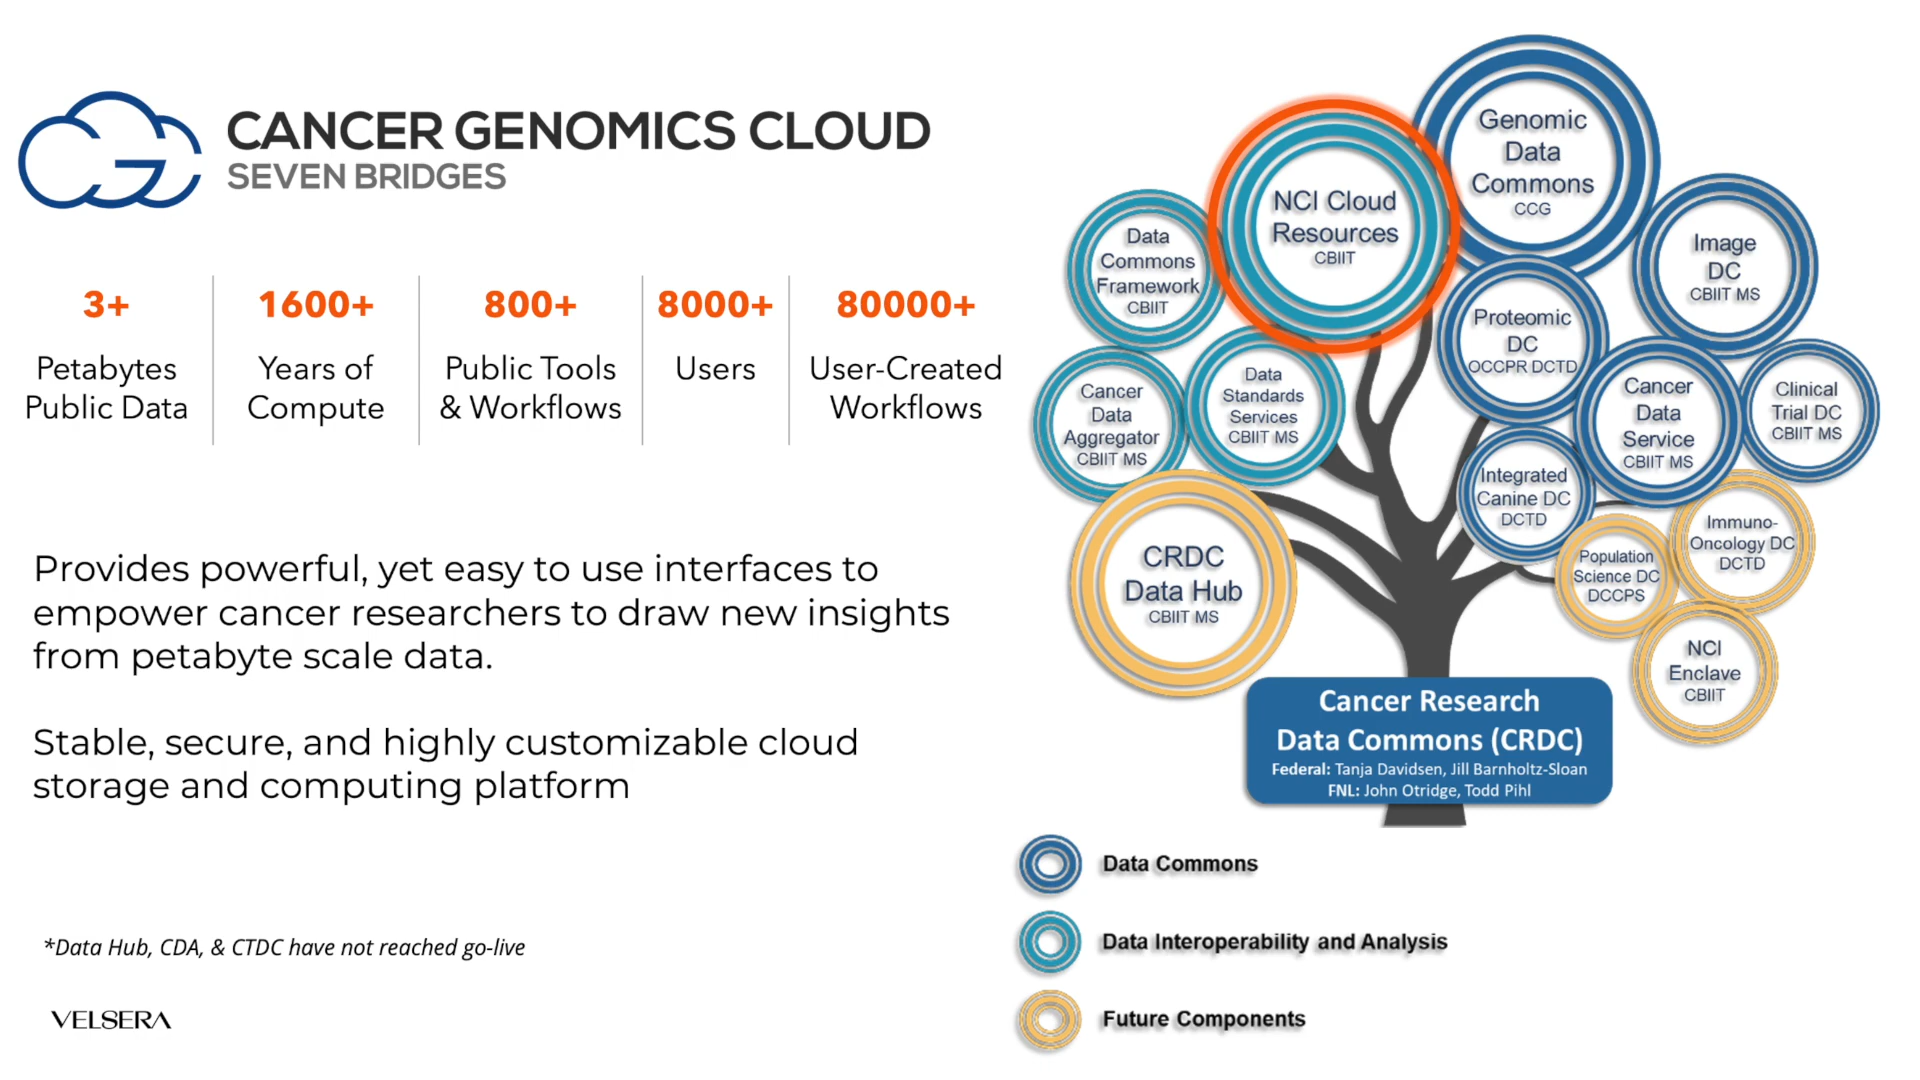 CANCER GENOMICS CLOUD
SEVEN BRIDGES
3+
Petabytes
Public Data
1600+
Years of
Compute
800+
Public Tools
& Workflows
8000+
Users
80000+
User-Created
Workflows
Provides powerful, yet easy to use interfaces to
empower cancer researchers to draw new insights
from petabyte scale data.
Stable, secure, and highly customizable cloud
storage and computing platform
*Data Hub, CDA, & CTDC have not reached go-live
VELSERA
Genomic
Data
Commons
CCG
NCI Cloud
Resources
CBIIT
Data
Commons
Framework
CBIIT
Image
DC
CBIIT MS
Proteomic
DC
OCCPR DCTD
Cancer
Data
Aggregator
CBIIT MS
Data
Standards
Services
CBIIT MS
Cancer
Data
Service
CBIIT MS
Clinical
Trial DC
CBIIT MS
Integrated
Canine DC
DCTD
Immuno-
Oncology DC
DCTD
Population
Science DC
DCCPS
CRDC
Data Hub
CBIIT MS
NCI
Enclave
CBIIT
Cancer Research
Data Commons (CRDC)
Federal: Tanja Davidsen, Jill Barnholtz-Sloan
FNL: John Otridge, Todd Pihl
Data Commons
Data Interoperability and Analysis
Future Components